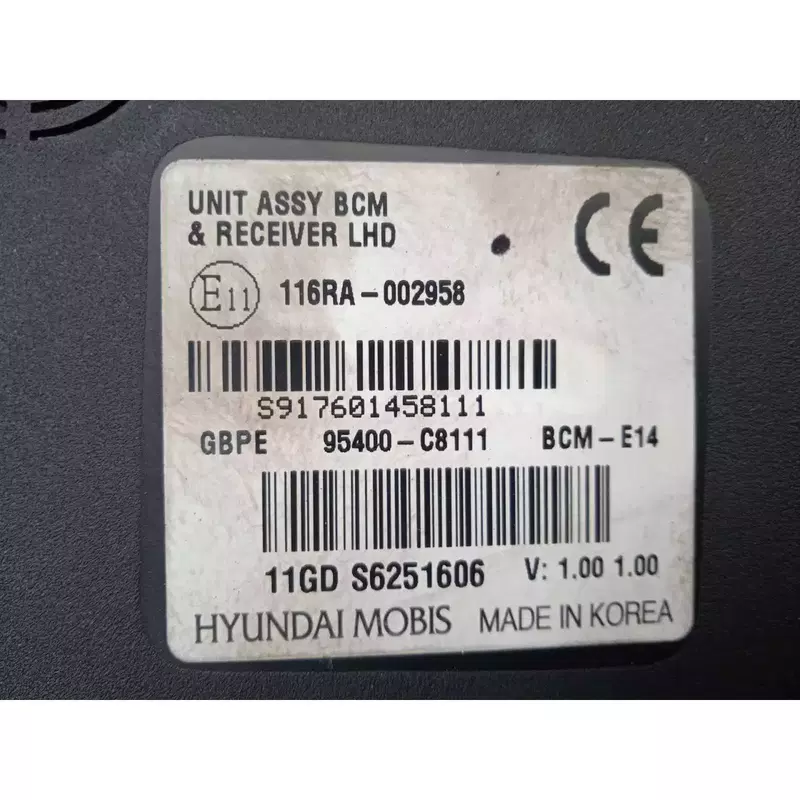 UNIT ASSY BCM
& RECEIVER LHD
CE
E11 116RA-002958
S917601458111
GBPE 95400-C8111 BCM-E14
11GD S6251606 V: 1.00 1.00
HYUNDAI MOBIS MADE IN KOREA